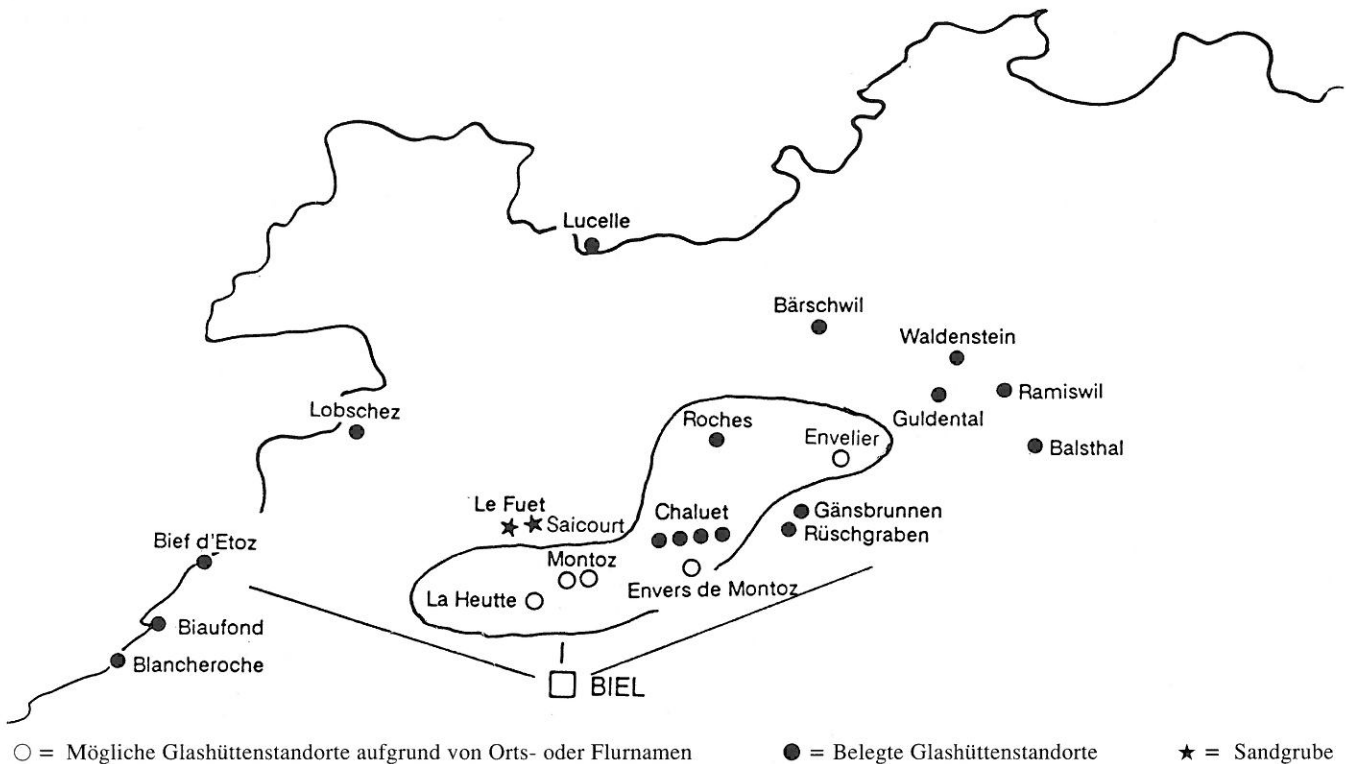 Lucelle
Bärschwil
Waldenstein
Ramiswil
Guldental
Lobschez
Roches
Envelier
Balsthal
Le Fuet
Saicourt
Chaluet
Gänsbrunnen
Rüschgraben
Bief d'Etoz
Montoz
Envers de Montoz
La Heutte
Biaufond
Blancheroche
BIEL
○ = Mögliche Glashüttenstandorte aufgrund von Orts- oder Flurnamen ● = Belegte Glashüttenstandorte ★ = Sandgrube